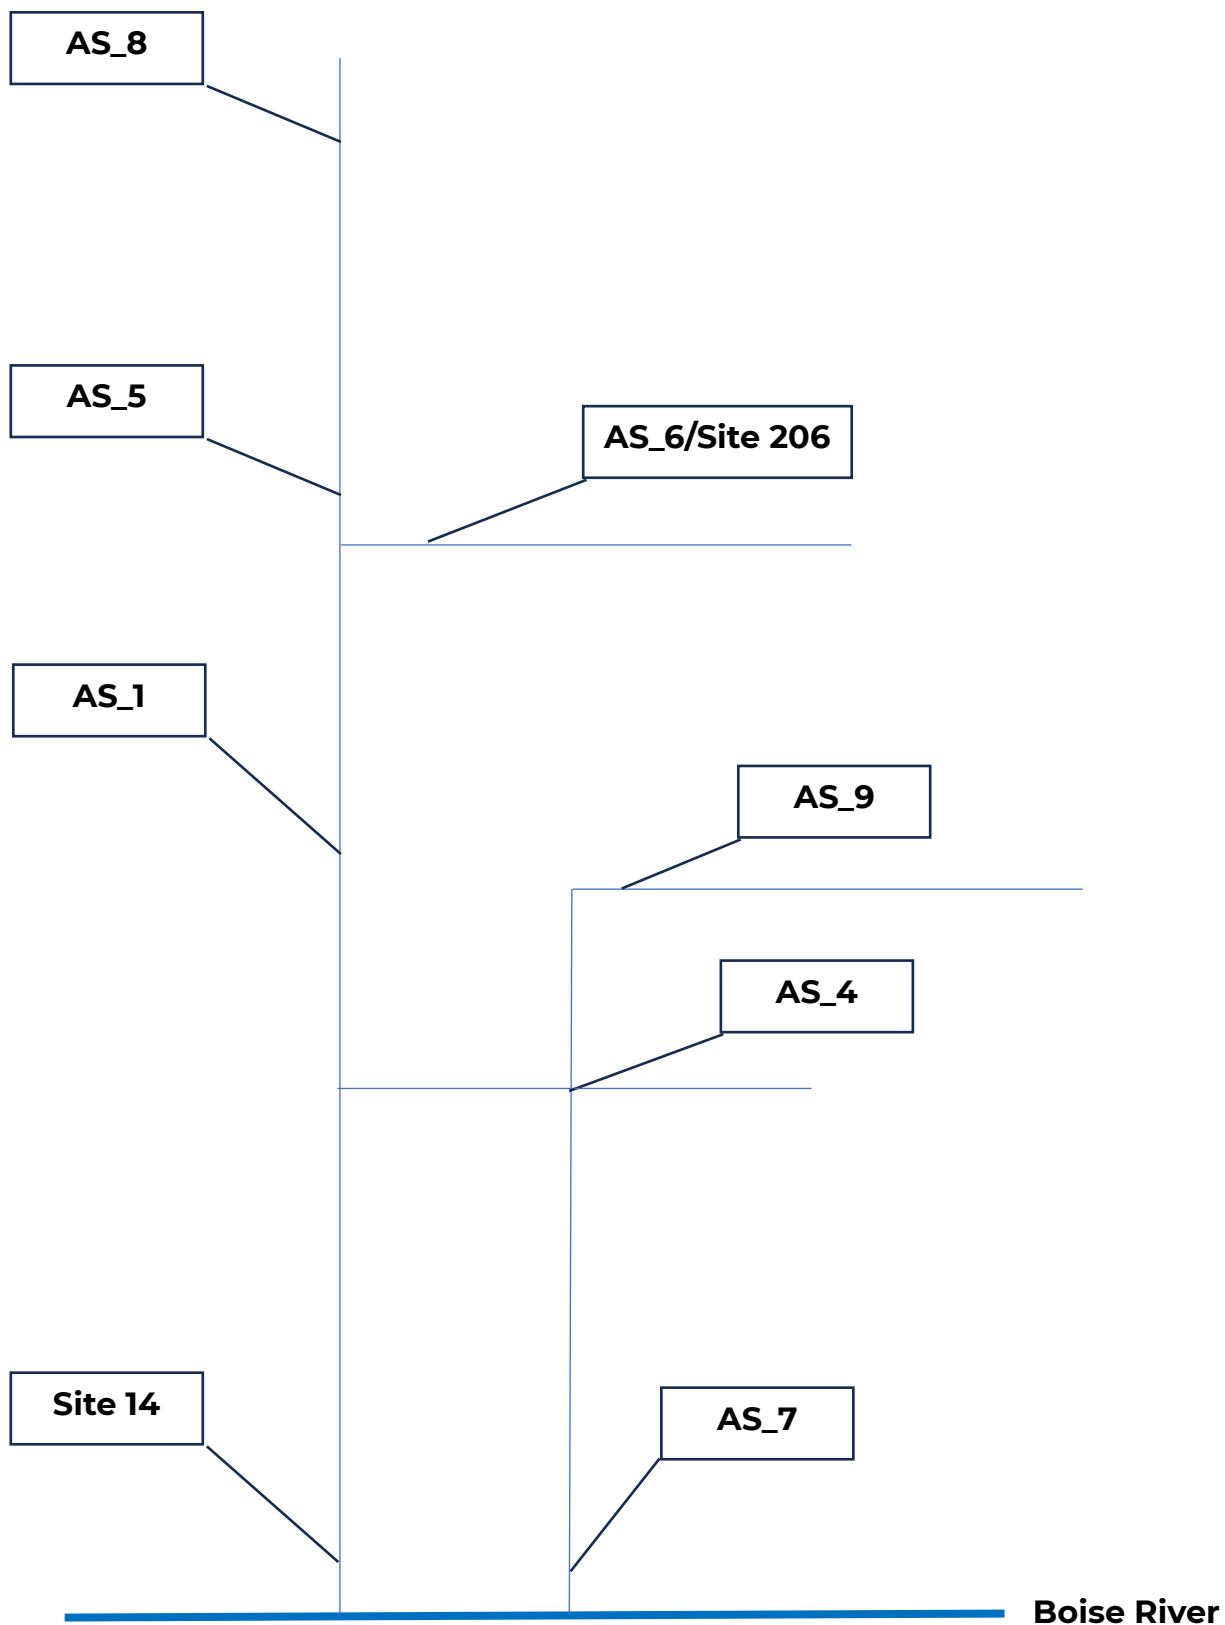 AS_8
AS_5
AS_6/Site 206
AS_1
AS_9
AS_4
Site 14
AS_7
Boise River